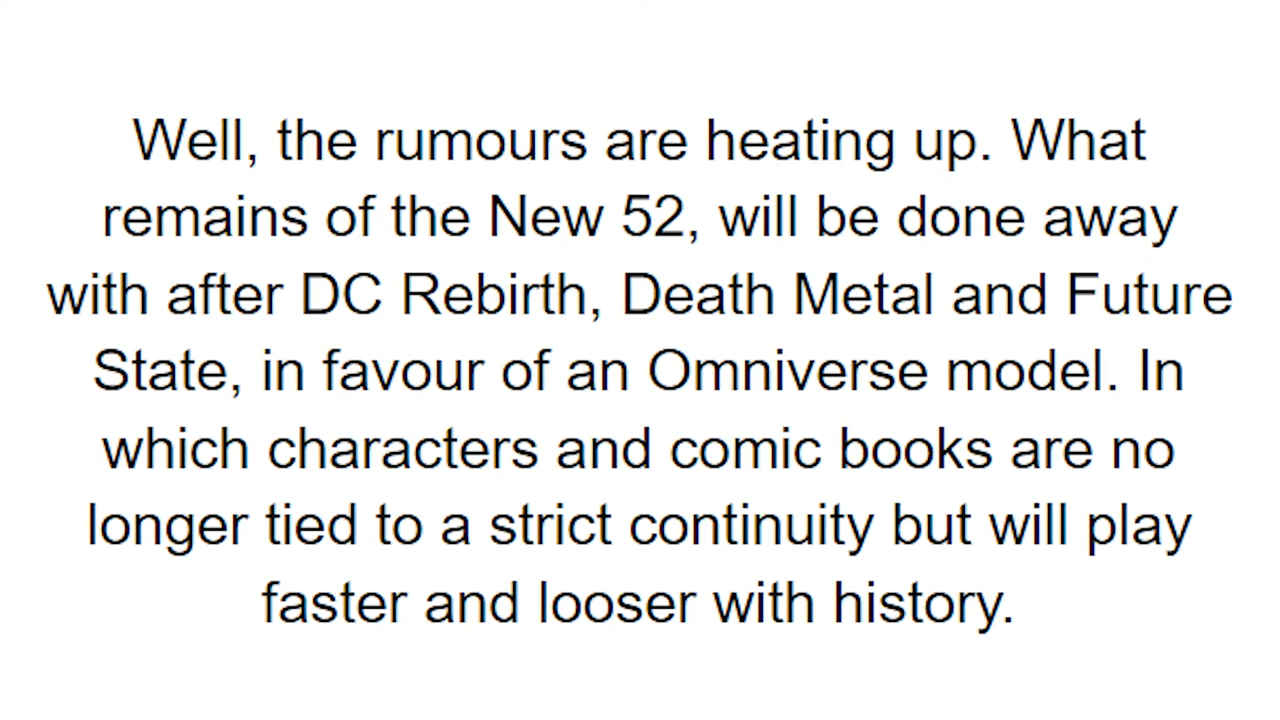 Well, the rumours are heating up. What
remains of the New 52, will be done away
with after DC Rebirth, Death Metal and Future
State, in favour of an Omniverse model. In
which characters and comic books are no
longer tied to a strict continuity but will play
faster and looser with history.